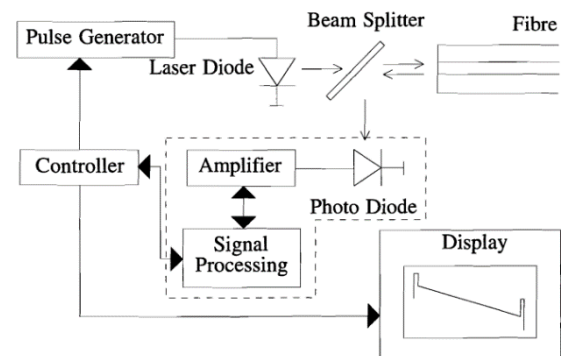 Beam Splitter
Fibre
Pulse Generator
Laser Diode
Controller
Amplifier
Photo Diode
Signal
Processing
Display